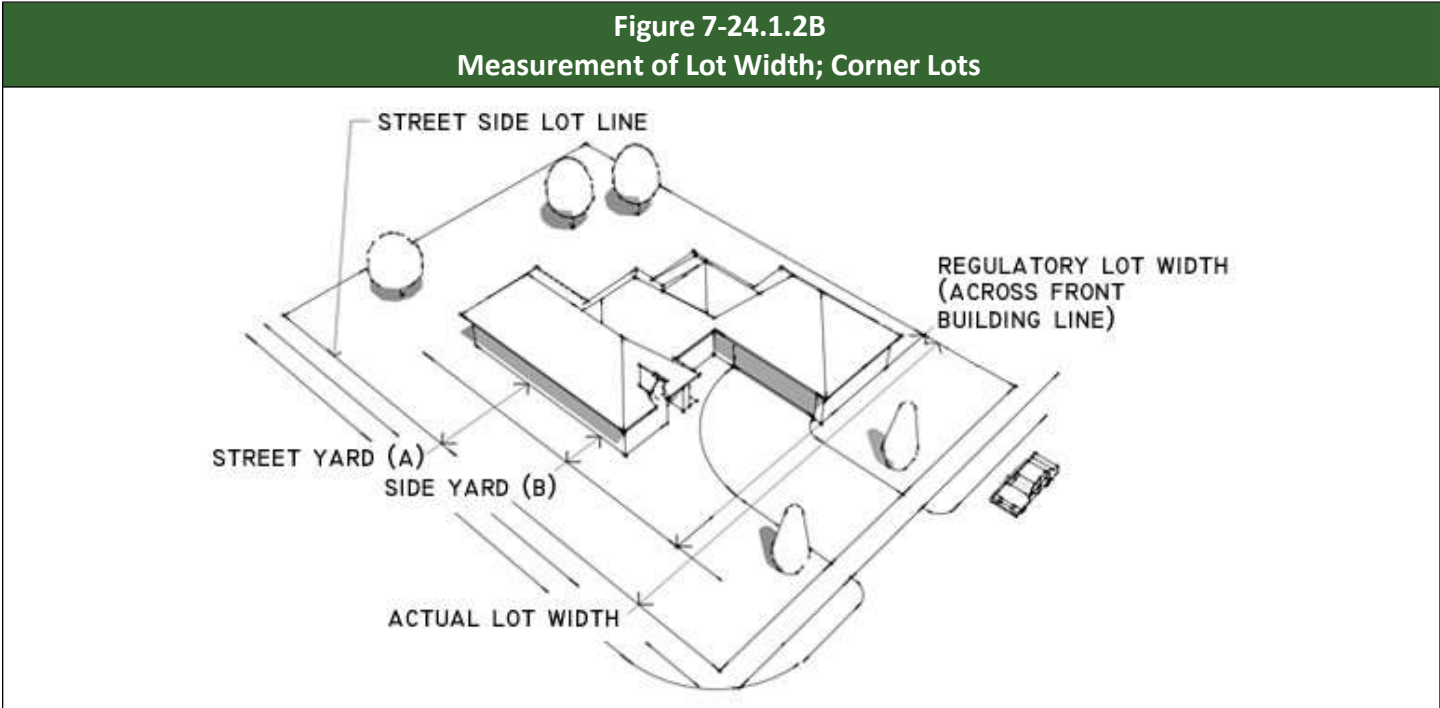 Figure 7-24.1.2B
Measurement of Lot Width; Corner Lots
STREET SIDE LOT LINE
REGULATORY LOT WIDTH
(ACROSS FRONT
BUILDING LINE)
STREET YARD (A)
SIDE YARD (B)
ACTUAL LOT WIDTH